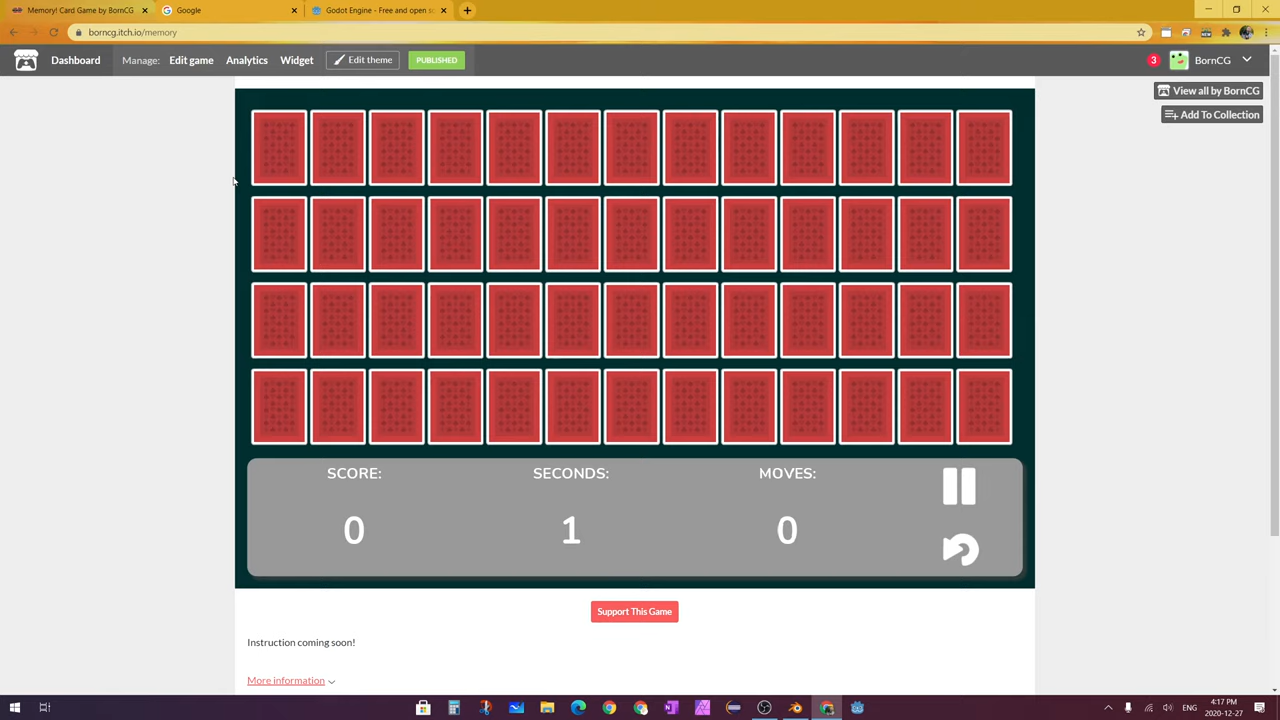 Memory! Card Game by BornCG
Google
Godot Engine - Free and open so
borncg.itch.io/memory
Dashboard
Manage:
Edit game
Analytics
Widget
Edit theme
PUBLISHED
3
BornCG
View all by BornCG
Add To Collection
SCORE:
SECONDS:
MOVES:
0
1
0
Support This Game
Instruction coming soon!
More information
ENG
4:17 PM
2020-12-27